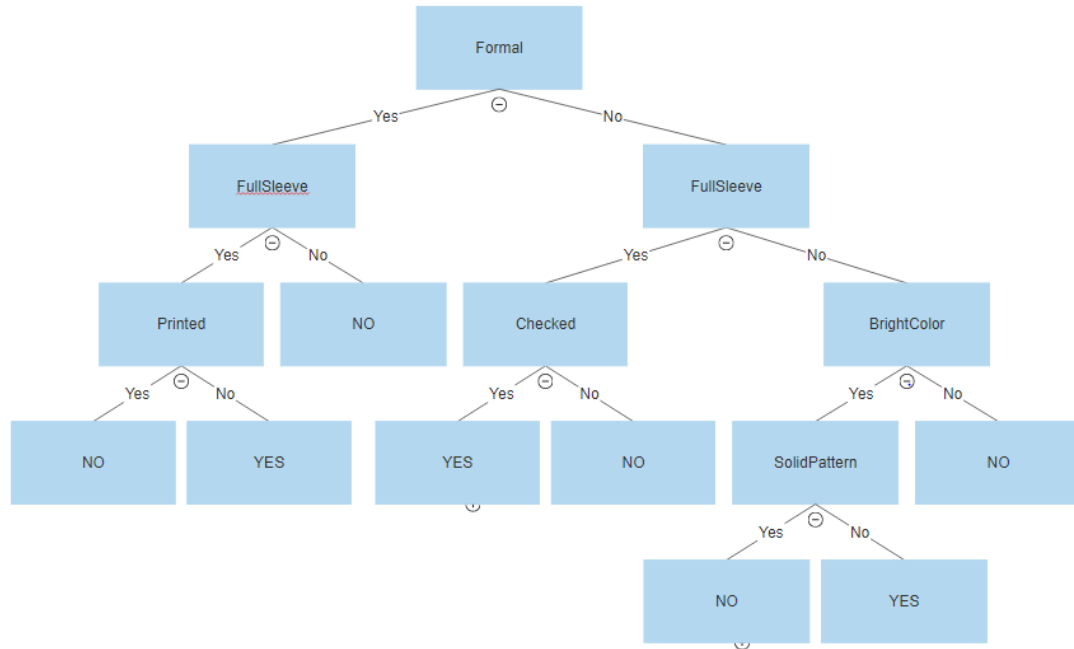 Formal
Yes
No
FullSleeve
FullSleeve
Yes
No
Yes
No
Printed
NO
Checked
BrightColor
Yes
No
Yes
No
Yes
No
NO
YES
YES
NO
SolidPattern
NO
Yes
No
NO
YES